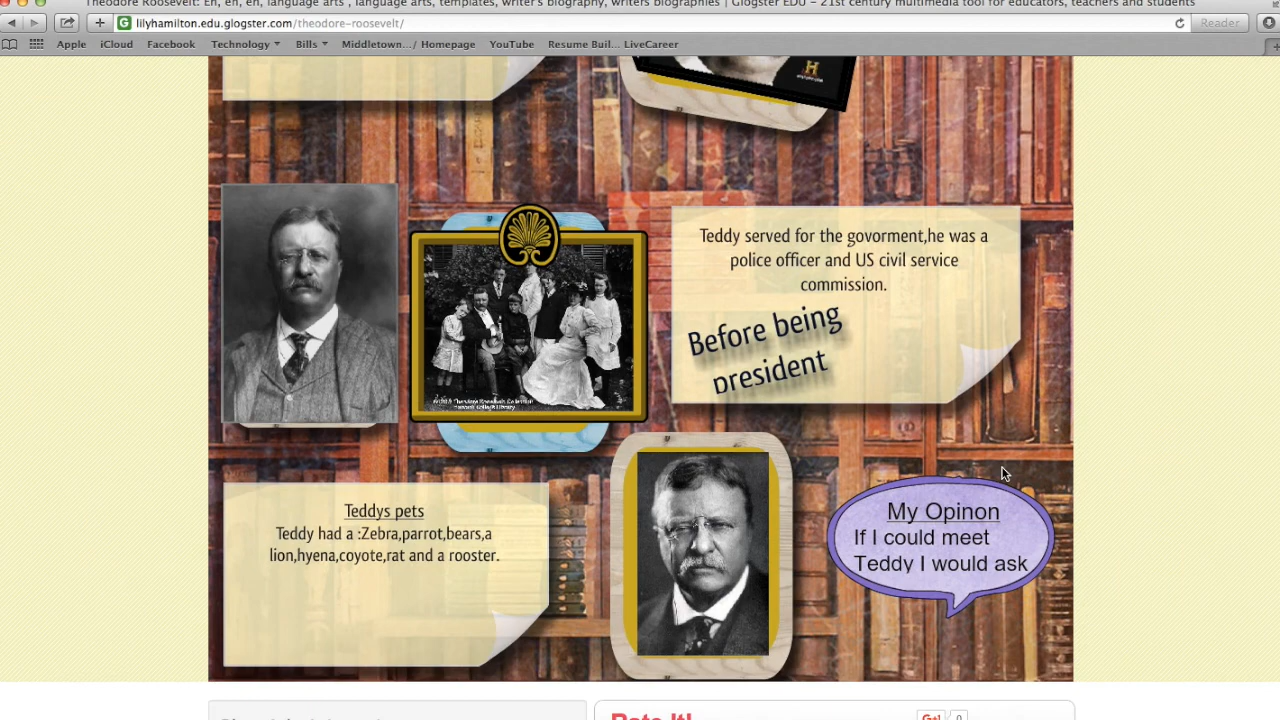 Theodore Roosevelt: En, en, en, language arts , language arts, templates, writer's biography, writers biographies | Glogster EDU – 21st century multimedia tool for educators, teachers and students
lilyhamilton.edu.glogster.com/theodore-roosevelt/
Reader
Apple iCloud Facebook Technology Bills Middletown.../ Homepage YouTube Resume Buil... LiveCareer
H
Teddy served for the govorment,he was a
police officer and US civil service
commission.
Before being
president
Teddys pets
Teddy had a :Zebra,parrot,bears,a
lion,hyena,coyote,rat and a rooster.
My Opinon
If I could meet
Teddy I would ask
Rate It!
0